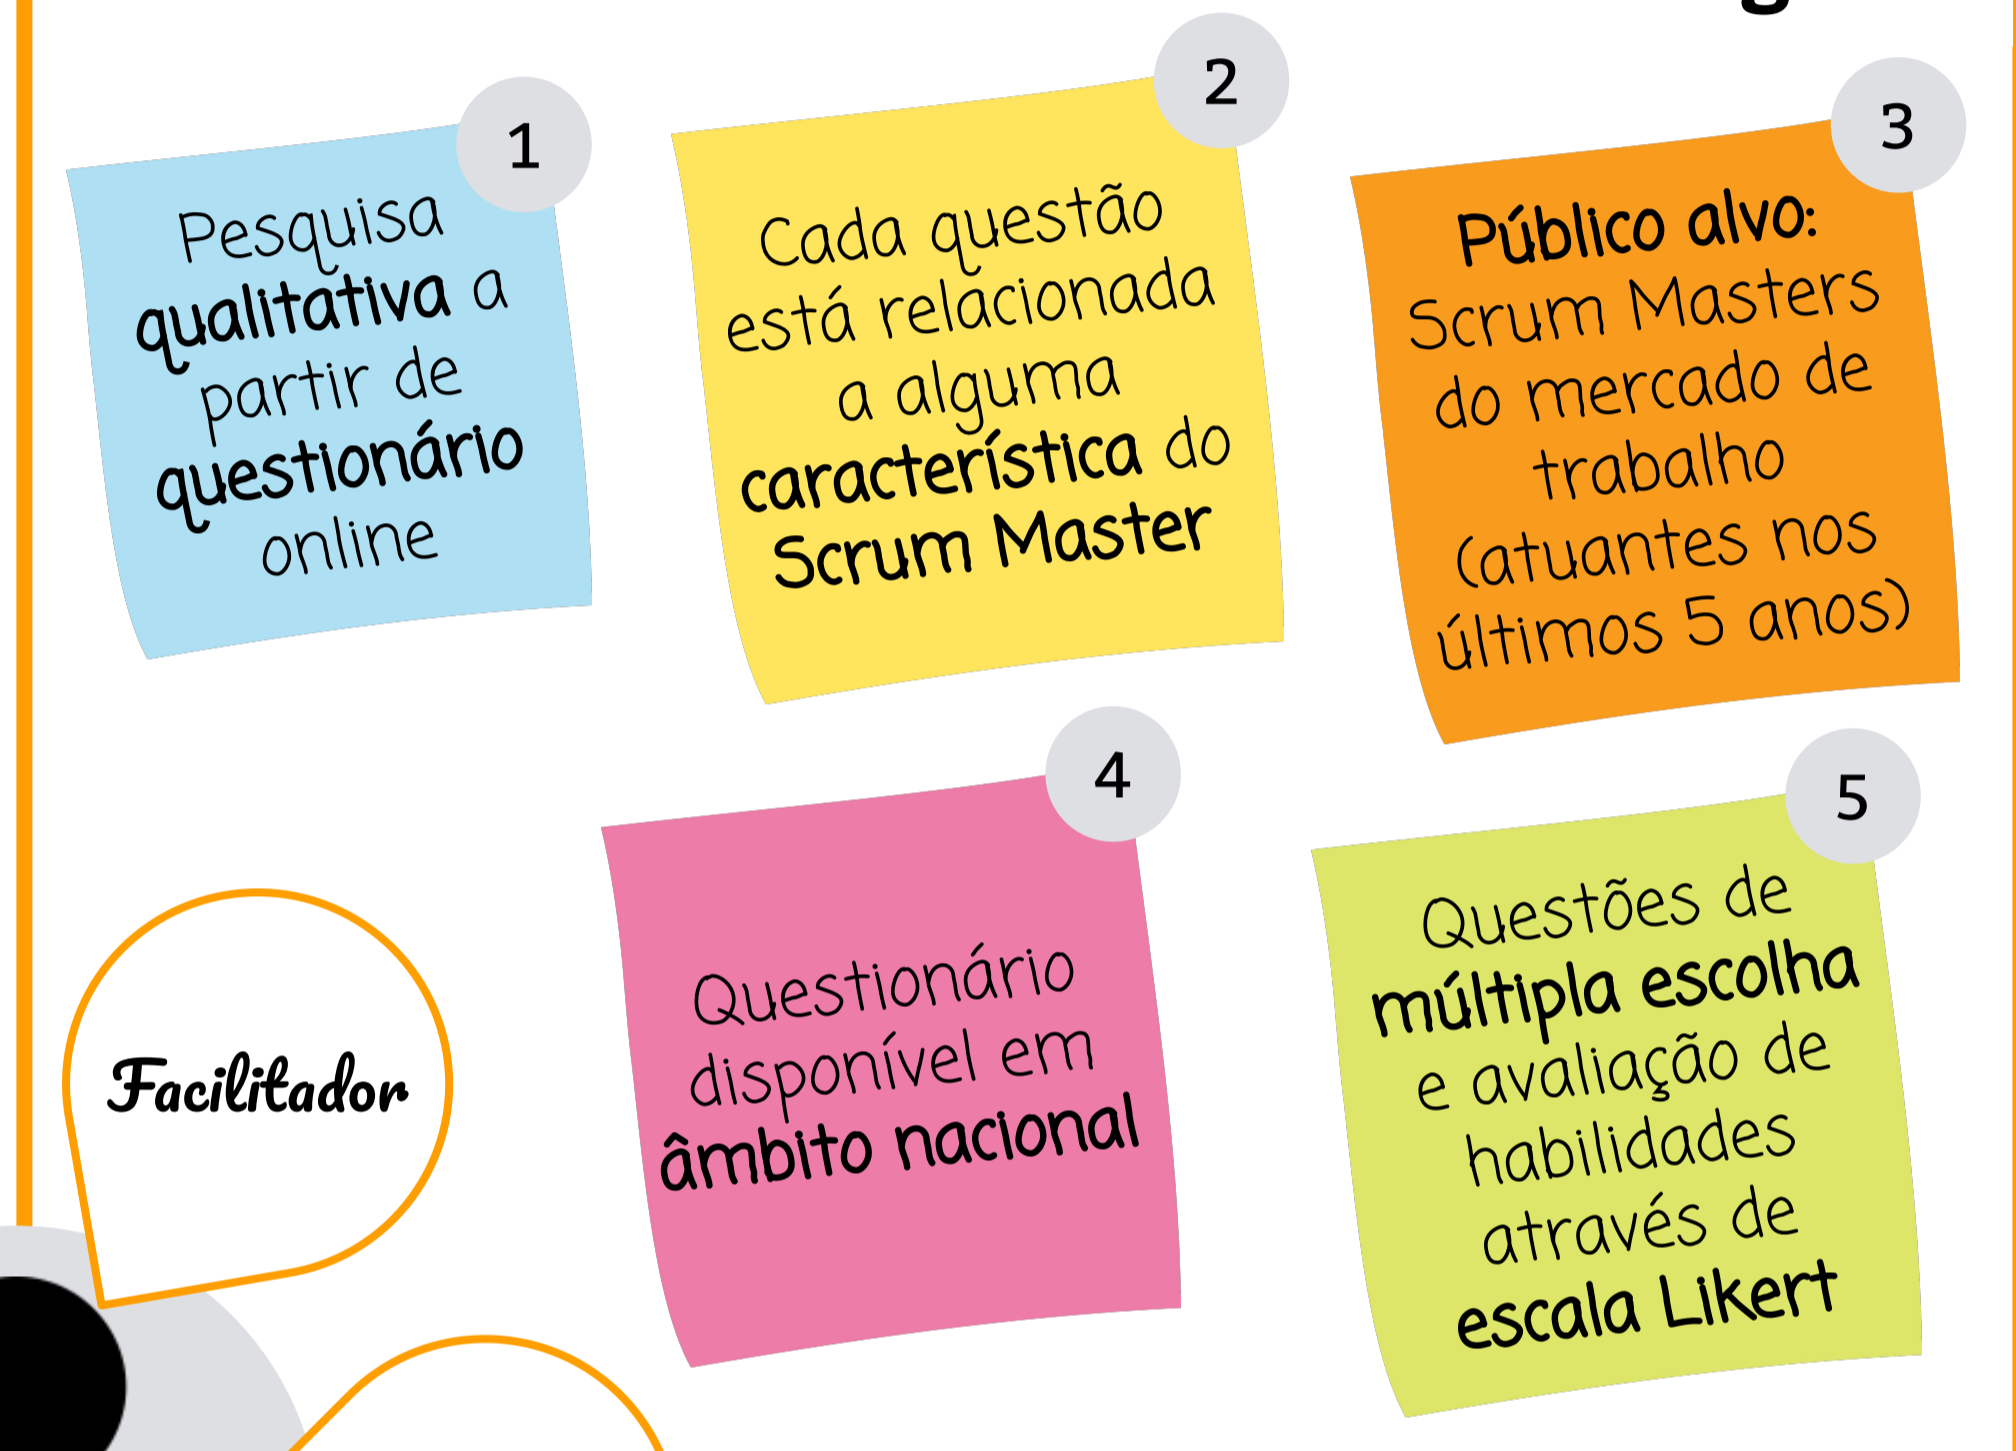 1
Pesquisa
qualitativa a
partir de
questionário
online
2
Cada questão
está relacionada
a alguma
característica do
Scrum Master
3
Público alvo:
Scrum Masters
do mercado de
trabalho
(atuantes nos
últimos 5 anos)
4
Questionário
disponível em
âmbito nacional
5
Questões de
múltipla escolha
e avaliação de
habilidades
através de
escala Likert
Facilitador